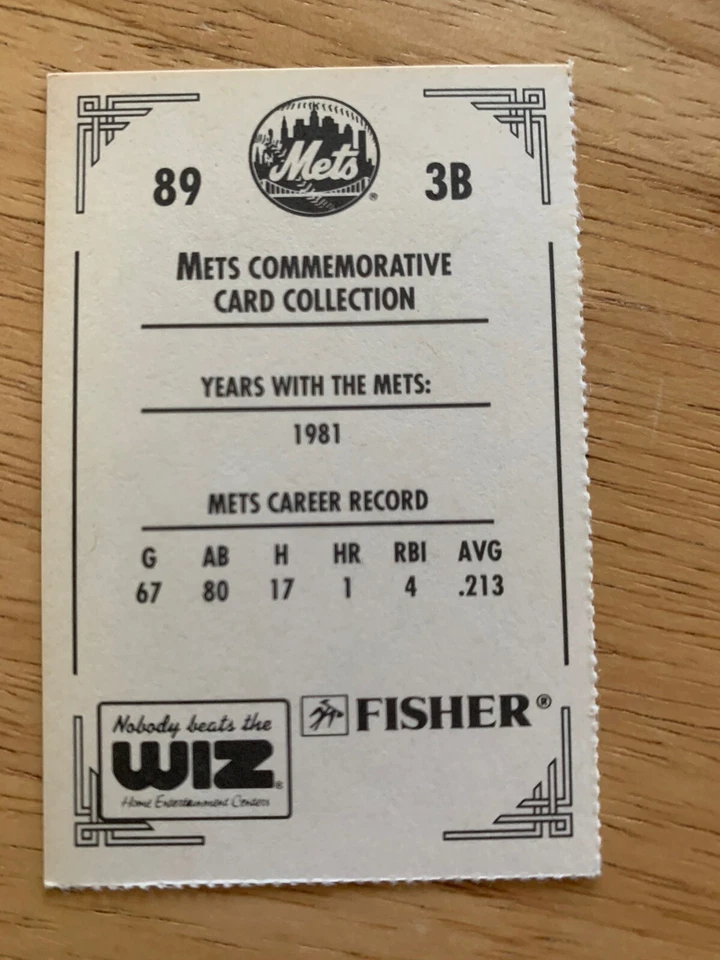 89
Mets ®
3B
METS COMMEMORATIVE
CARD COLLECTION
YEARS WITH THE METS:
1981
METS CAREER RECORD
G AB H HR RBI AVG
67 80 17 1 4 .213
Nobody beats the
WIZ®
Home Entertainment Centers
FISHER®